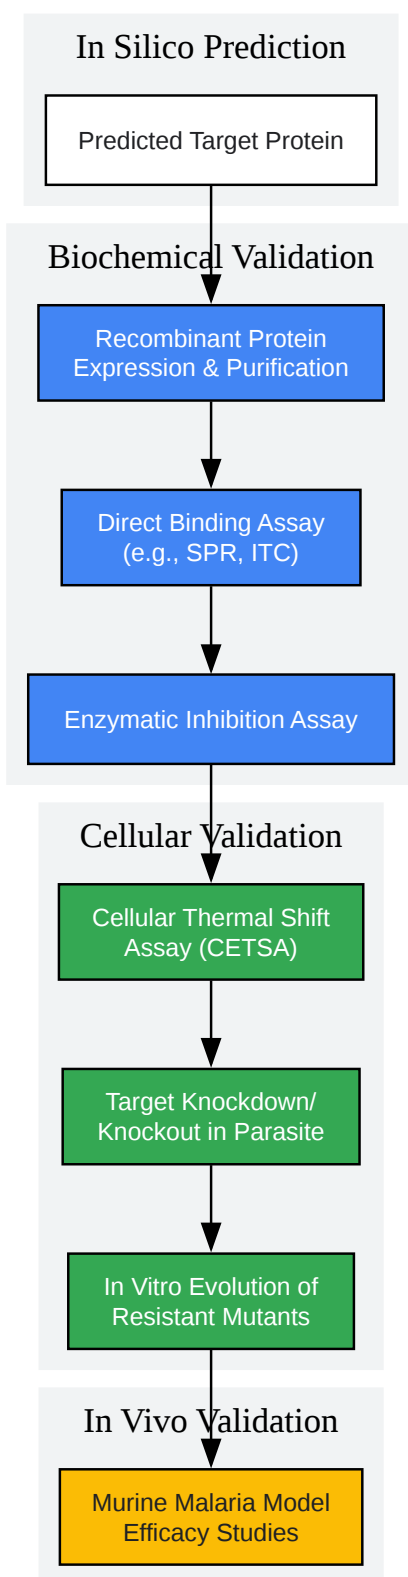 In Silico Prediction
Predicted Target Protein
Biochemical Validation
Recombinant Protein
Expression & Purification
Direct Binding Assay
(e.g., SPR, ITC)
Enzymatic Inhibition Assay
Cellular Validation
Cellular Thermal Shift
Assay (CETSA)
Target Knockdown/
Knockout in Parasite
In Vitro Evolution of
Resistant Mutants
In Vivo Validation
Murine Malaria Model
Efficacy Studies